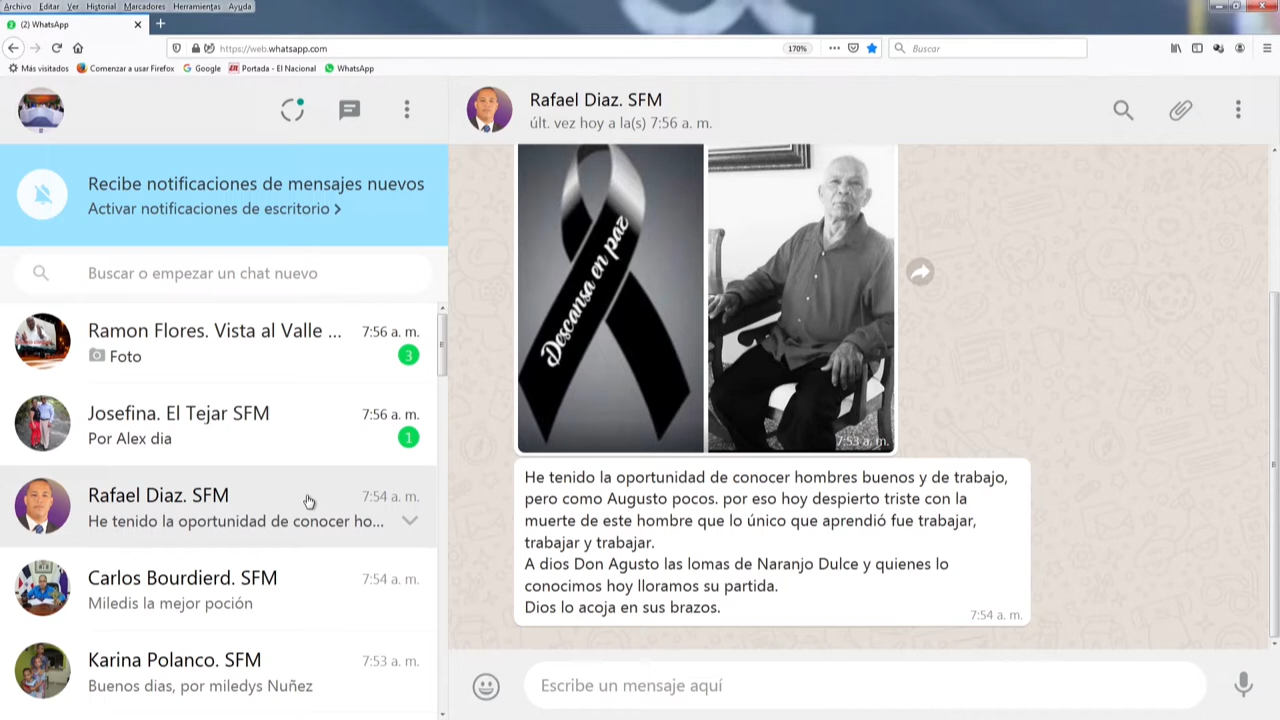 Archivo Editar Ver Historial Marcadores Herramientas Ayuda
(2) WhatsApp
https://web.whatsapp.com
170%
Buscar
Más visitados Comenzar a usar Firefox Google Portada - El Nacional WhatsApp
Recibe notificaciones de mensajes nuevos
Activar notificaciones de escritorio
Buscar o empezar un chat nuevo
Ramon Flores. Vista al Valle ... 7:56 a. m.
Foto 3
Josefina. El Tejar SFM 7:56 a. m.
Por Alex dia 1
Rafael Diaz. SFM 7:54 a. m.
He tenido la oportunidad de conocer ho...
Carlos Bourdierd. SFM 7:54 a. m.
Miledis la mejor poción
Karina Polanco. SFM 7:53 a. m.
Buenos dias, por miledys Nuñez
Rafael Diaz. SFM
últ. vez hoy a la(s) 7:56 a. m.
Descansa en paz
7:53 a. m.
He tenido la oportunidad de conocer hombres buenos y de trabajo,
pero como Augusto pocos. por eso hoy despierto triste con la
muerte de este hombre que lo único que aprendió fue trabajar,
trabajar y trabajar.
A dios Don Agusto las lomas de Naranjo Dulce y quienes lo
conocimos hoy lloramos su partida.
Dios lo acoja en sus brazos.
7:54 a. m.
Escribe un mensaje aquí